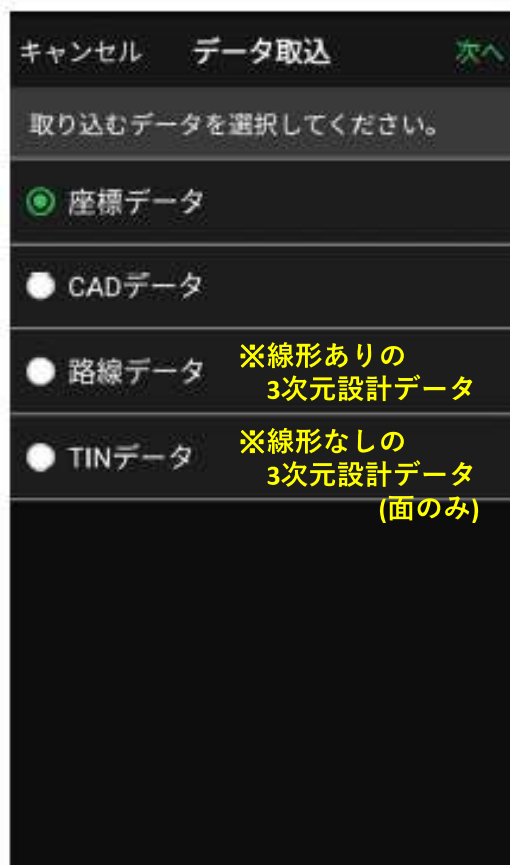 キャンセル データ取込 次へ
取り込むデータを選択してください。
座標データ
CADデータ
路線データ ※線形ありの
3次元設計データ
TINデータ ※線形なしの
3次元設計データ
(面のみ)